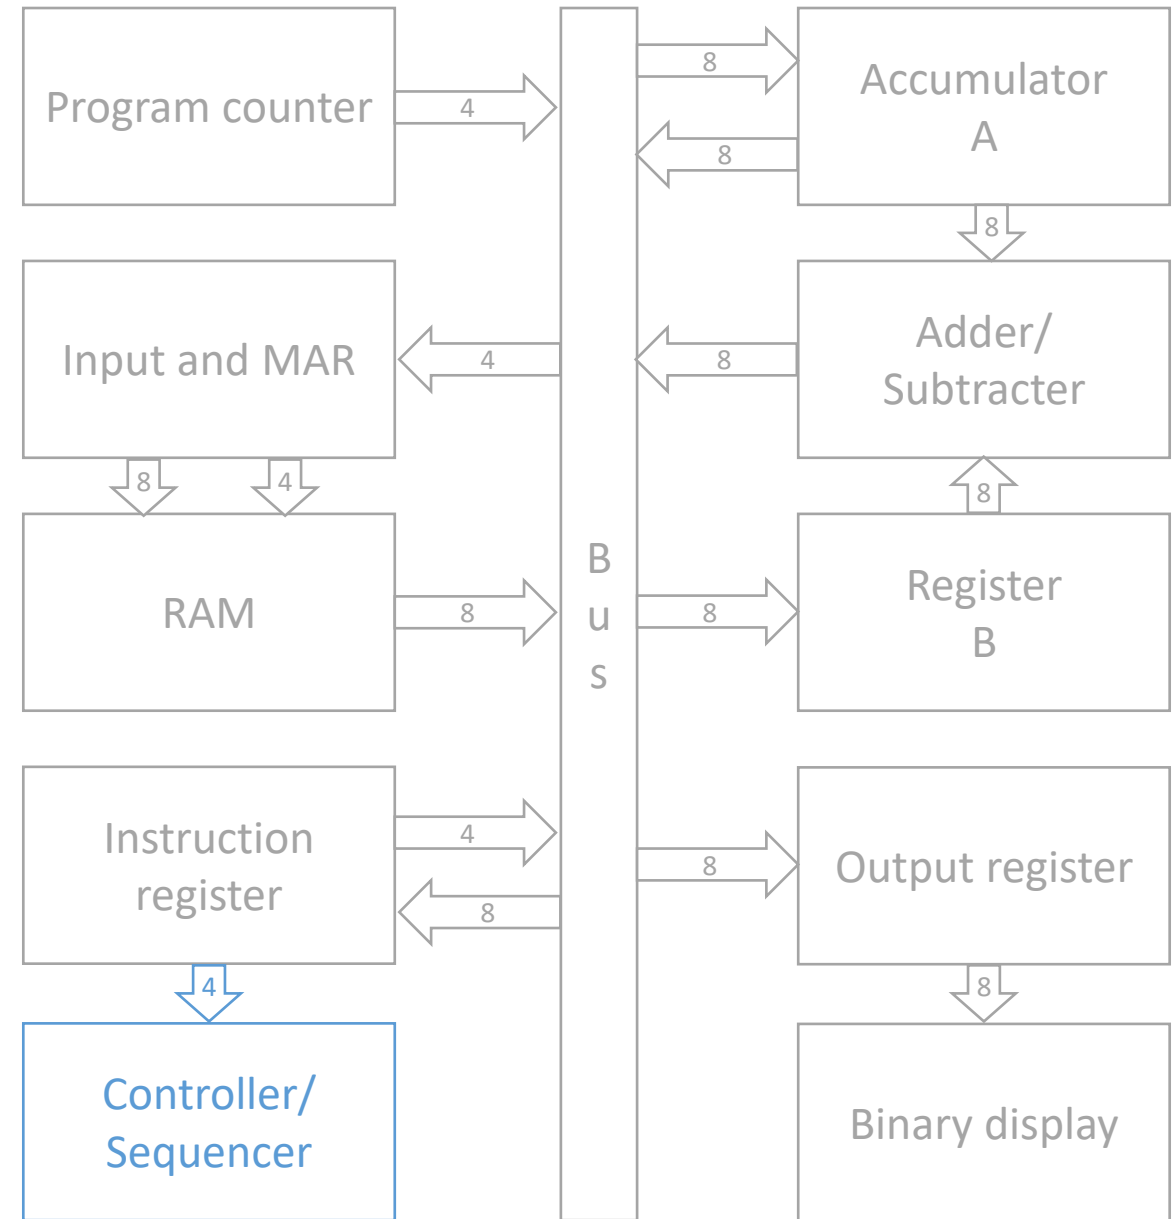 Program counter
4
Input and MAR
4
8
4
RAM
8
Instruction
register
4
8
4
Controller/
Sequencer
B
u
s
8
Accumulator
A
8
8
Adder/
Subtracter
8
8
Register
B
8
8
Output register
8
Binary display